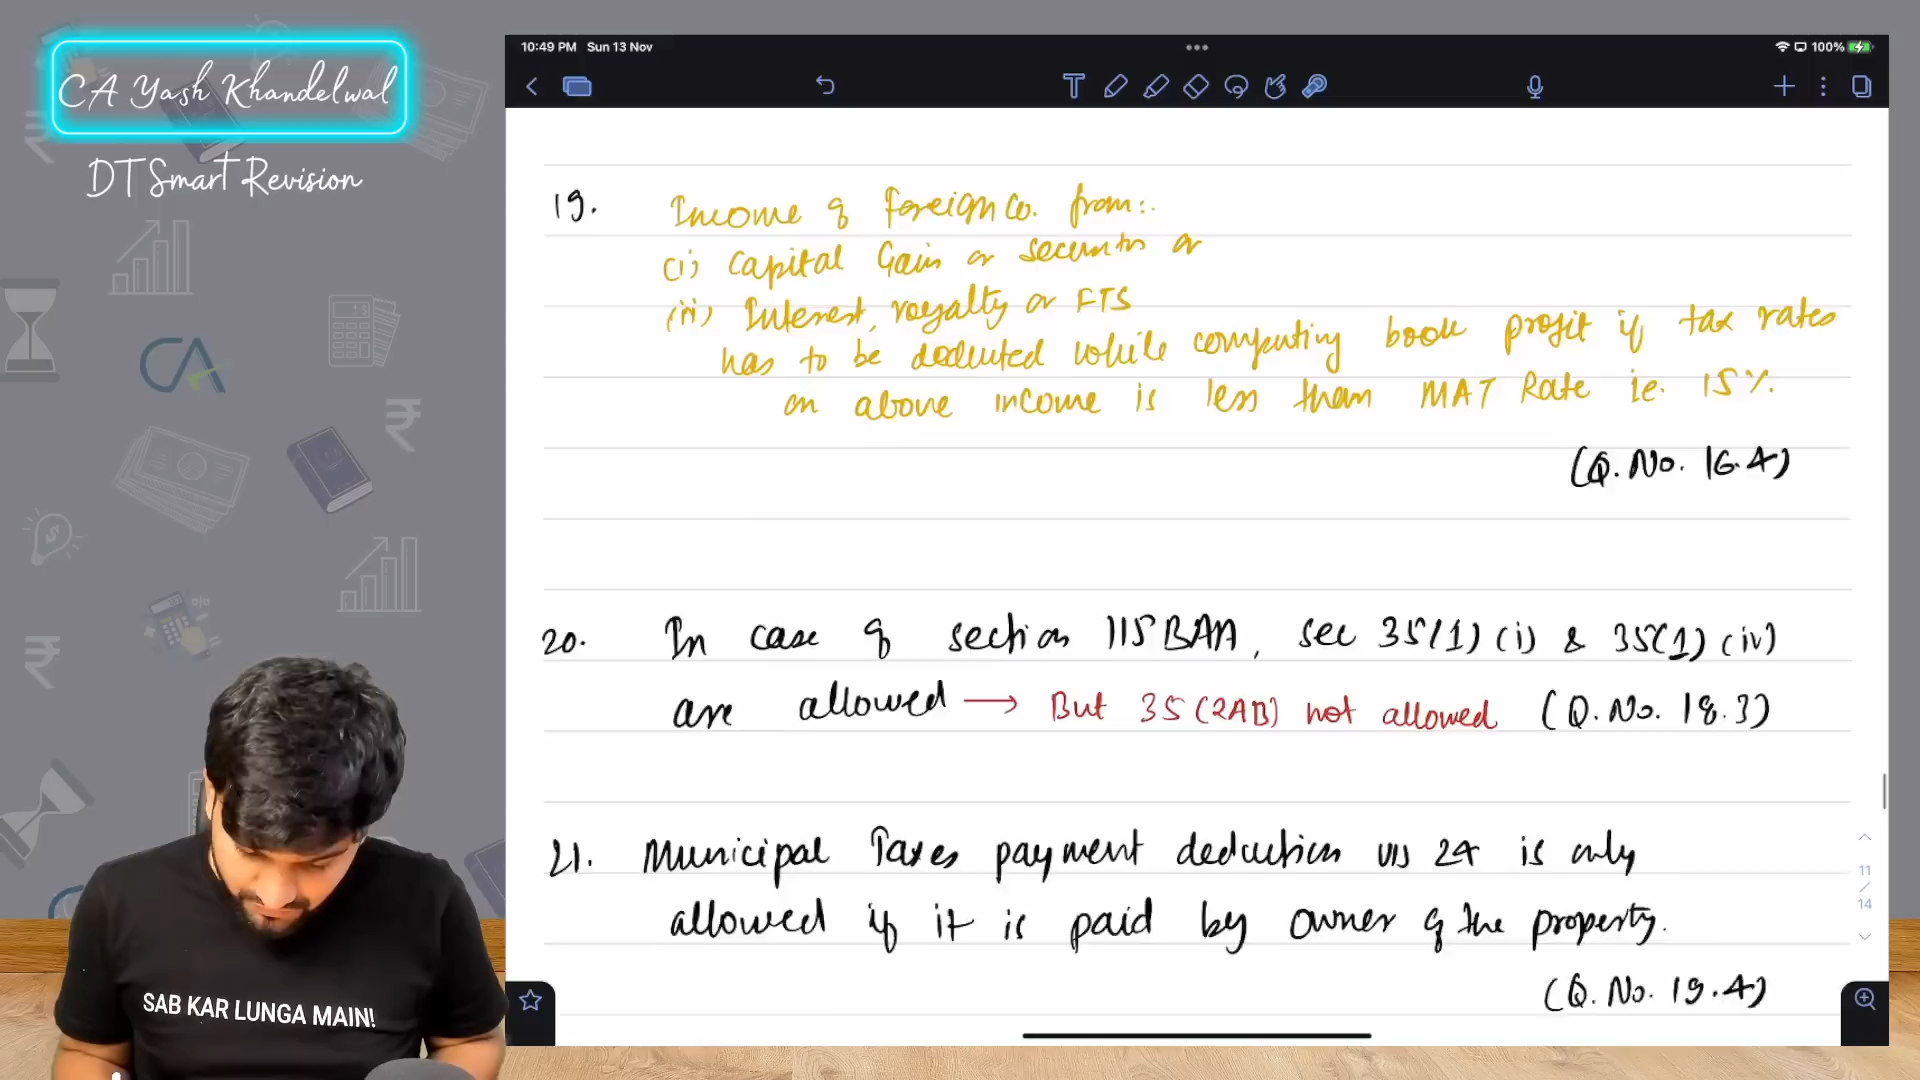 CA Yash Khandelwal
DT Smart Revision
10:49 PM Sun 13 Nov
100%
19. Income of foreign Co. from:.
(i) Capital Gain on securities or
(ii) Interest, royalty or FTS
has to be deducted while computing book profit if tax rates
on above income is less than MAT Rate ie. 15%.
(Q. No. 16.4)
20. In case of section 115BAA, sec 35(1)(i) & 35(1)(iv)
are allowed → But 35(2AB) not allowed (Q. No. 18.3)
21. Municipal Taxes payment deduction u/s 24 is only
allowed if it is paid by owner of the property.
(Q. No. 19.4)
11
/
14
CA
SAB KAR LUNGA MAIN!